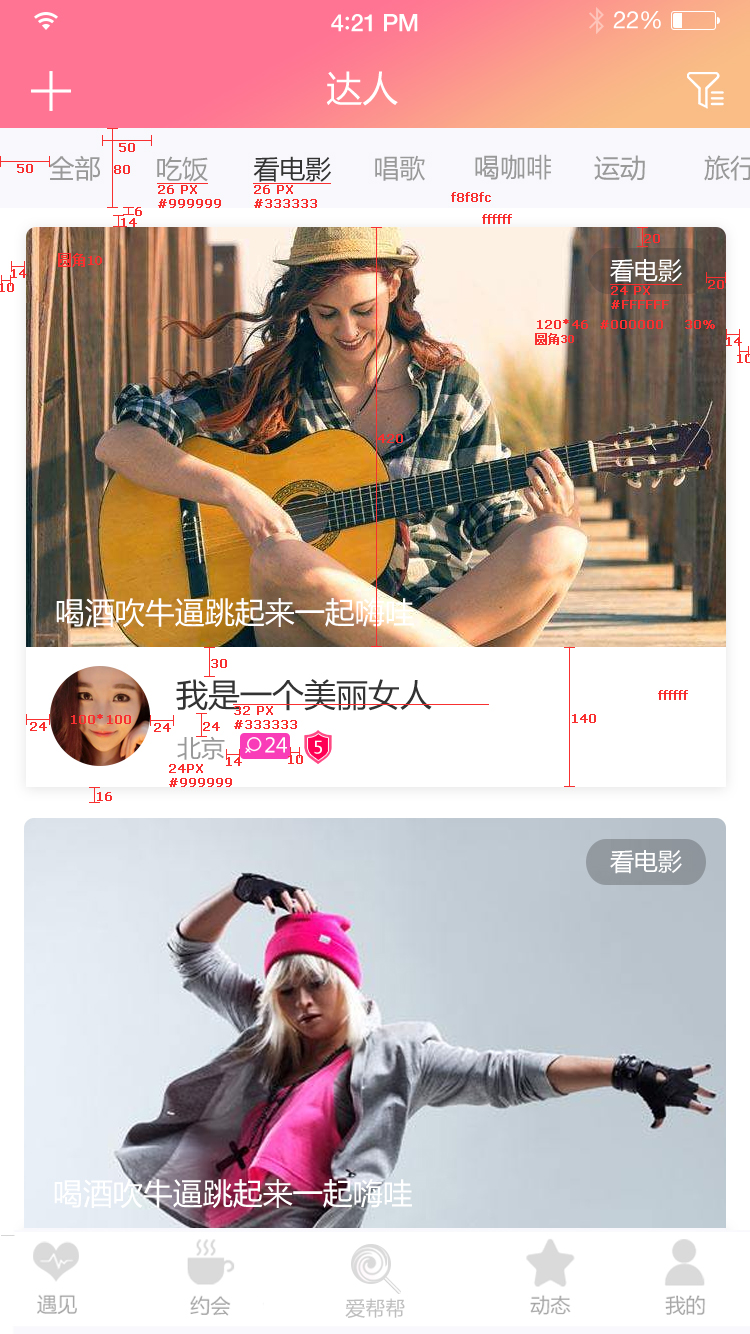 4:21 PM
22%
达人
50
50
全部
80
吃饭
看电影
唱歌
喝咖啡
运动
旅行
26 PX
#999999
26 PX
#333333
f8f8fc
6
14
ffffff
20
圆角10
14
10
看电影
20
24 PX
#FFFFFF
120*46
#000000
30%
圆角30
14
10
420
喝酒吹牛逼跳起来一起嗨哇
30
我是一个美丽女人
ffffff
24
100*100
24
24
32 PX
#333333
140
北京
24
5
14
10
24PX
#999999
16
看电影
喝酒吹牛逼跳起来一起嗨哇
遇见
约会
爱帮帮
动态
我的